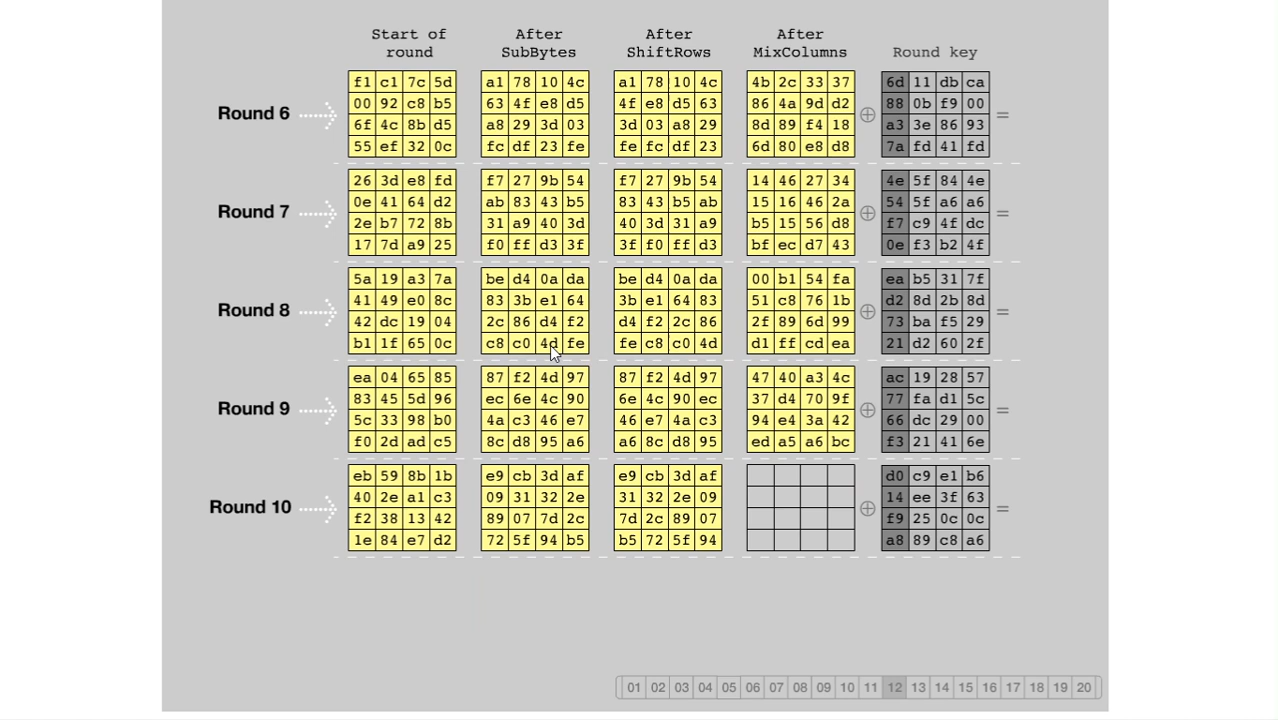 Start of After After After
round SubBytes ShiftRows MixColumns Round key
f1 c1 7c 5d a1 78 10 4c a1 78 10 4c 4b 2c 33 37 6d 11 db ca
00 92 c8 b5 63 4f e8 d5 4f e8 d5 63 86 4a 9d d2 88 0b f9 00
Round 6 ⊕ =
6f 4c 8b d5 a8 29 3d 03 3d 03 a8 29 8d 89 f4 18 a3 3e 86 93
55 ef 32 0c fc df 23 fe fe fc df 23 6d 80 e8 d8 7a fd 41 fd
26 3d e8 fd f7 27 9b 54 f7 27 9b 54 14 46 27 34 4e 5f 84 4e
0e 41 64 d2 ab 83 43 b5 83 43 b5 ab 15 16 46 2a 54 5f a6 a6
Round 7 ⊕ =
2e b7 72 8b 31 a9 40 3d 40 3d 31 a9 b5 15 56 d8 f7 c9 4f dc
17 7d a9 25 f0 ff d3 3f 3f f0 ff d3 bf ec d7 43 0e f3 b2 4f
5a 19 a3 7a be d4 0a da be d4 0a da 00 b1 54 fa ea b5 31 7f
41 49 e0 8c 83 3b e1 64 3b e1 64 83 51 c8 76 1b d2 8d 2b 8d
Round 8 ⊕ =
42 dc 19 04 2c 86 d4 f2 d4 f2 2c 86 2f 89 6d 99 73 ba f5 29
b1 1f 65 0c c8 c0 4d fe fe c8 c0 4d d1 ff cd ea 21 d2 60 2f
ea 04 65 85 87 f2 4d 97 87 f2 4d 97 47 40 a3 4c ac 19 28 57
83 45 5d 96 ec 6e 4c 90 6e 4c 90 ec 37 d4 70 9f 77 fa d1 5c
Round 9 ⊕ =
5c 33 98 b0 4a c3 46 e7 46 e7 4a c3 94 e4 3a 42 66 dc 29 00
f0 2d ad c5 8c d8 95 a6 a6 8c d8 95 ed a5 a6 bc f3 21 41 6e
eb 59 8b 1b e9 cb 3d af e9 cb 3d af d0 c9 e1 b6
40 2e a1 c3 09 31 32 2e 31 32 2e 09 14 ee 3f 63
Round 10 ⊕ =
f2 38 13 42 89 07 7d 2c 7d 2c 89 07 f9 25 0c 0c
1e 84 e7 d2 72 5f 94 b5 b5 72 5f 94 a8 89 c8 a6
01 02 03 04 05 06 07 08 09 10 11 12 13 14 15 16 17 18 19 20